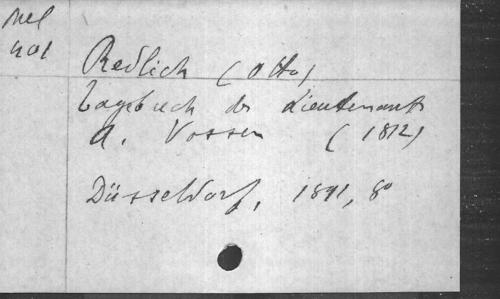 Mel
401
Redlich (Otto)
Tagebuch des Lieutenants
A. Vossen (1812)
Düsseldorf, 1891, 8°